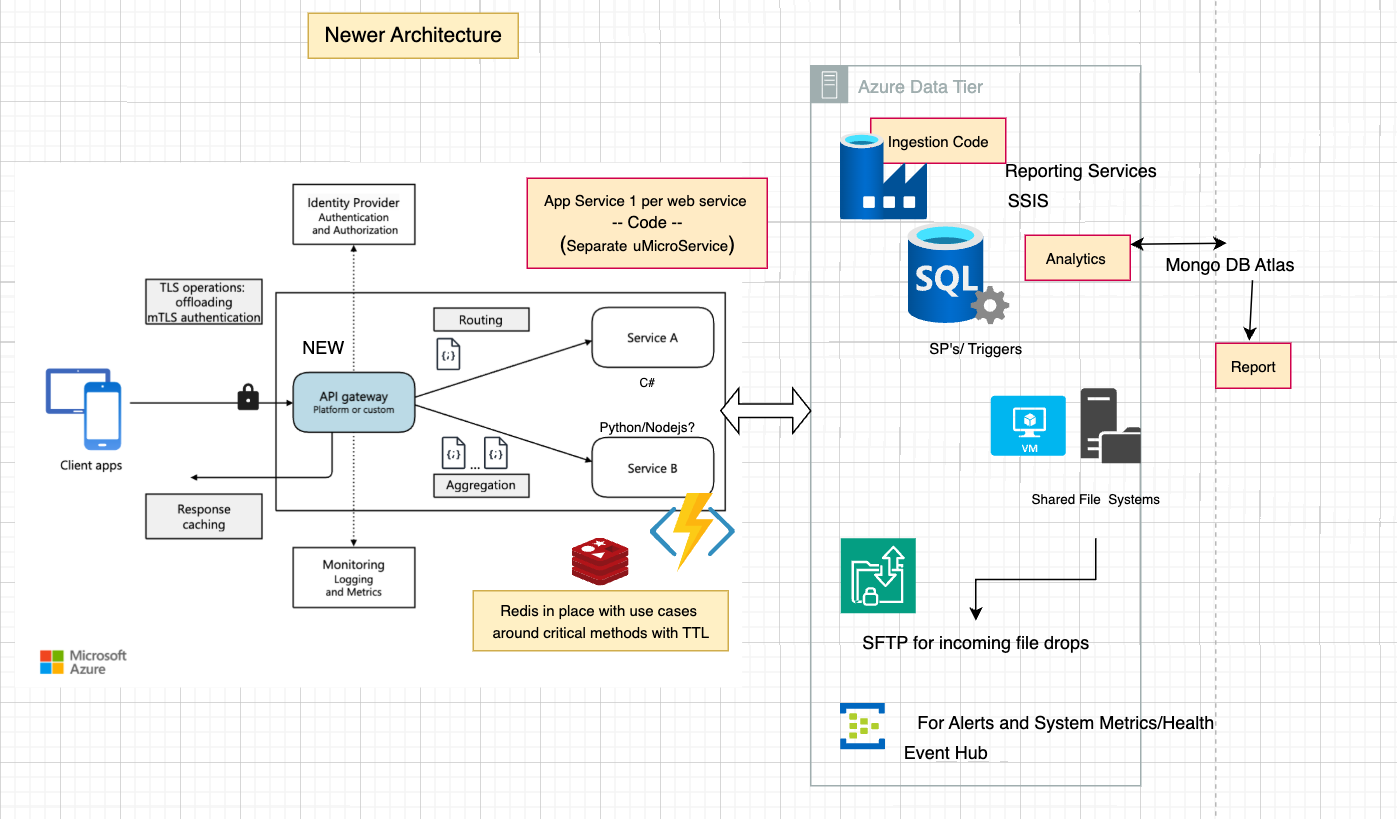 Newer Architecture
Azure Data Tier
Ingestion Code
Reporting Services
SSIS
Identity Provider
Authentication
and Authorization
App Service 1 per web service
-- Code --
(Separate uMicroService)
SQL
Analytics
Mongo DB Atlas
TLS operations:
offloading
mTLS authentication
Routing
{;}
NEW
Service A
C#
SP's/ Triggers
Report
API gateway
Platform or custom
Client apps
Python/Nodejs?
{;}
...
{;}
Service B
Aggregation
VM
Shared File Systems
Response
caching
Monitoring
Logging
and Metrics
Redis in place with use cases
around critical methods with TTL
SFTP for incoming file drops
Microsoft
Azure
For Alerts and System Metrics/Health
Event Hub